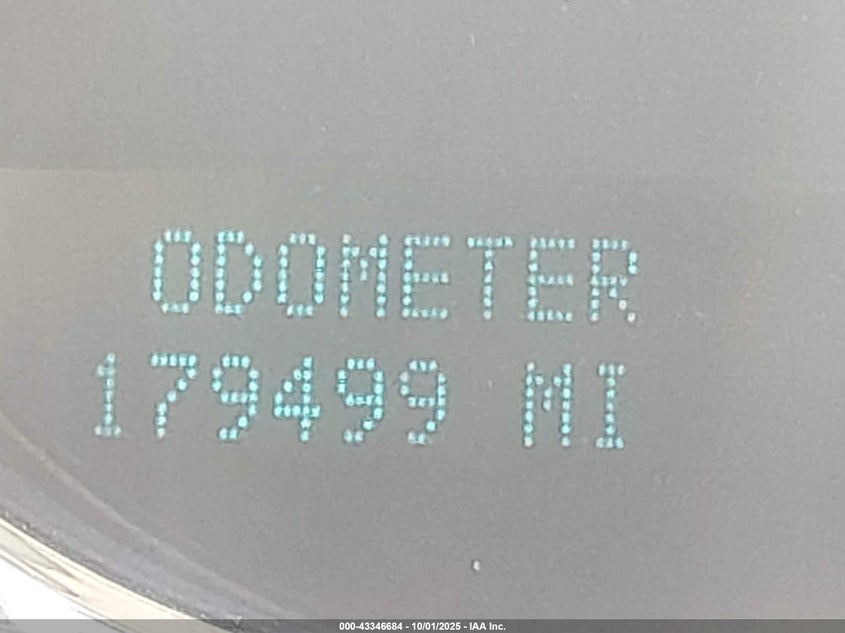 ODOMETER
179499 MI
000-43346684 - 10/01/2025 - IAA Inc.